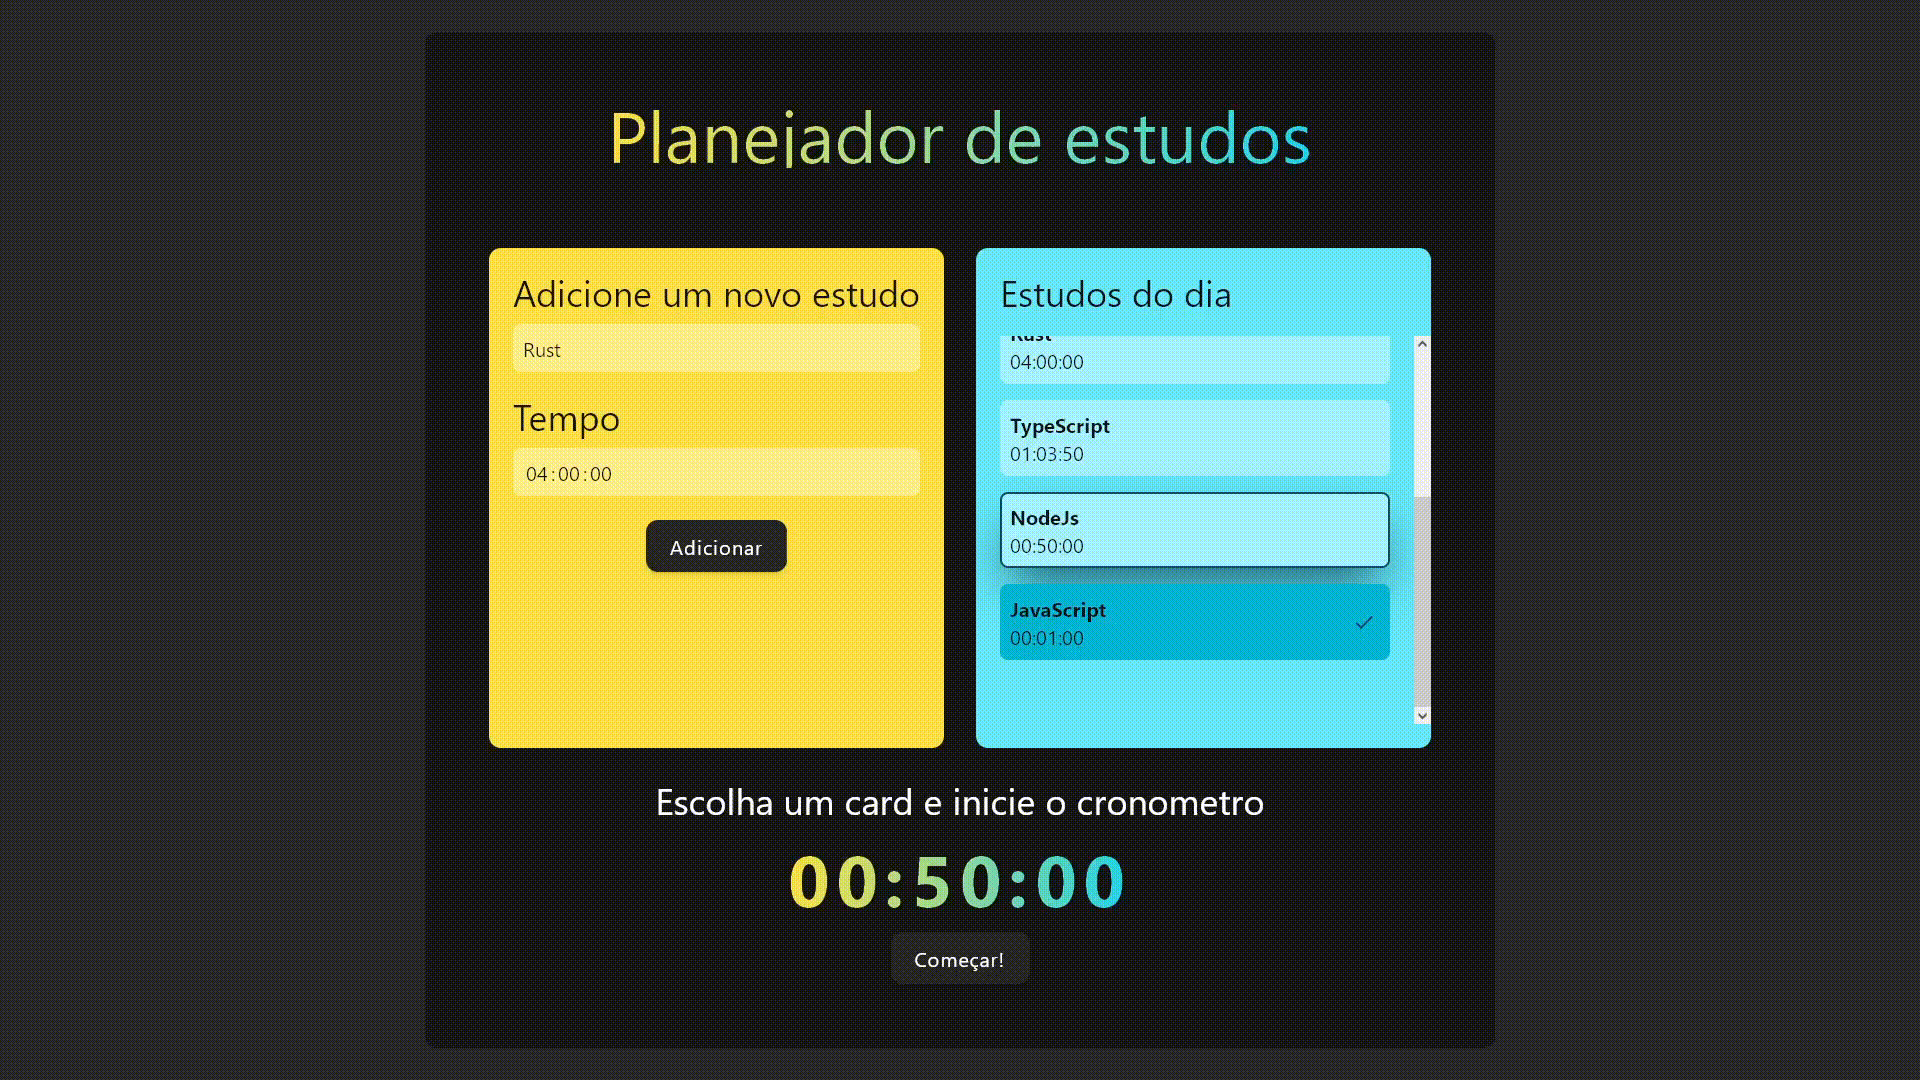 Planejador de estudos
Adicione um novo estudo
Rust
Tempo
04:00:00
Adicionar
Estudos do dia
Rust
04:00:00
TypeScript
01:03:50
NodeJs
00:50:00
JavaScript
00:01:00
Escolha um card e inicie o cronometro
00:50:00
Começar!